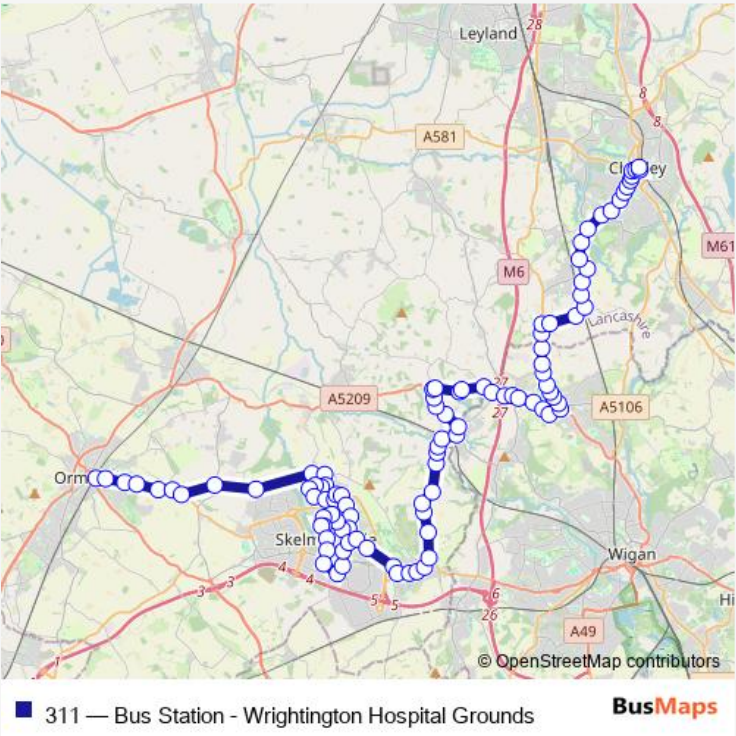 Leyland
28
8
8
A581
M61
M6
Lancashire
27
27
A5209
A5106
Wigan
4
4
3
3
5
5
6
26
A49
1
© OpenStreetMap contributors
311 — Bus Station - Wrightington Hospital Grounds
BusMaps